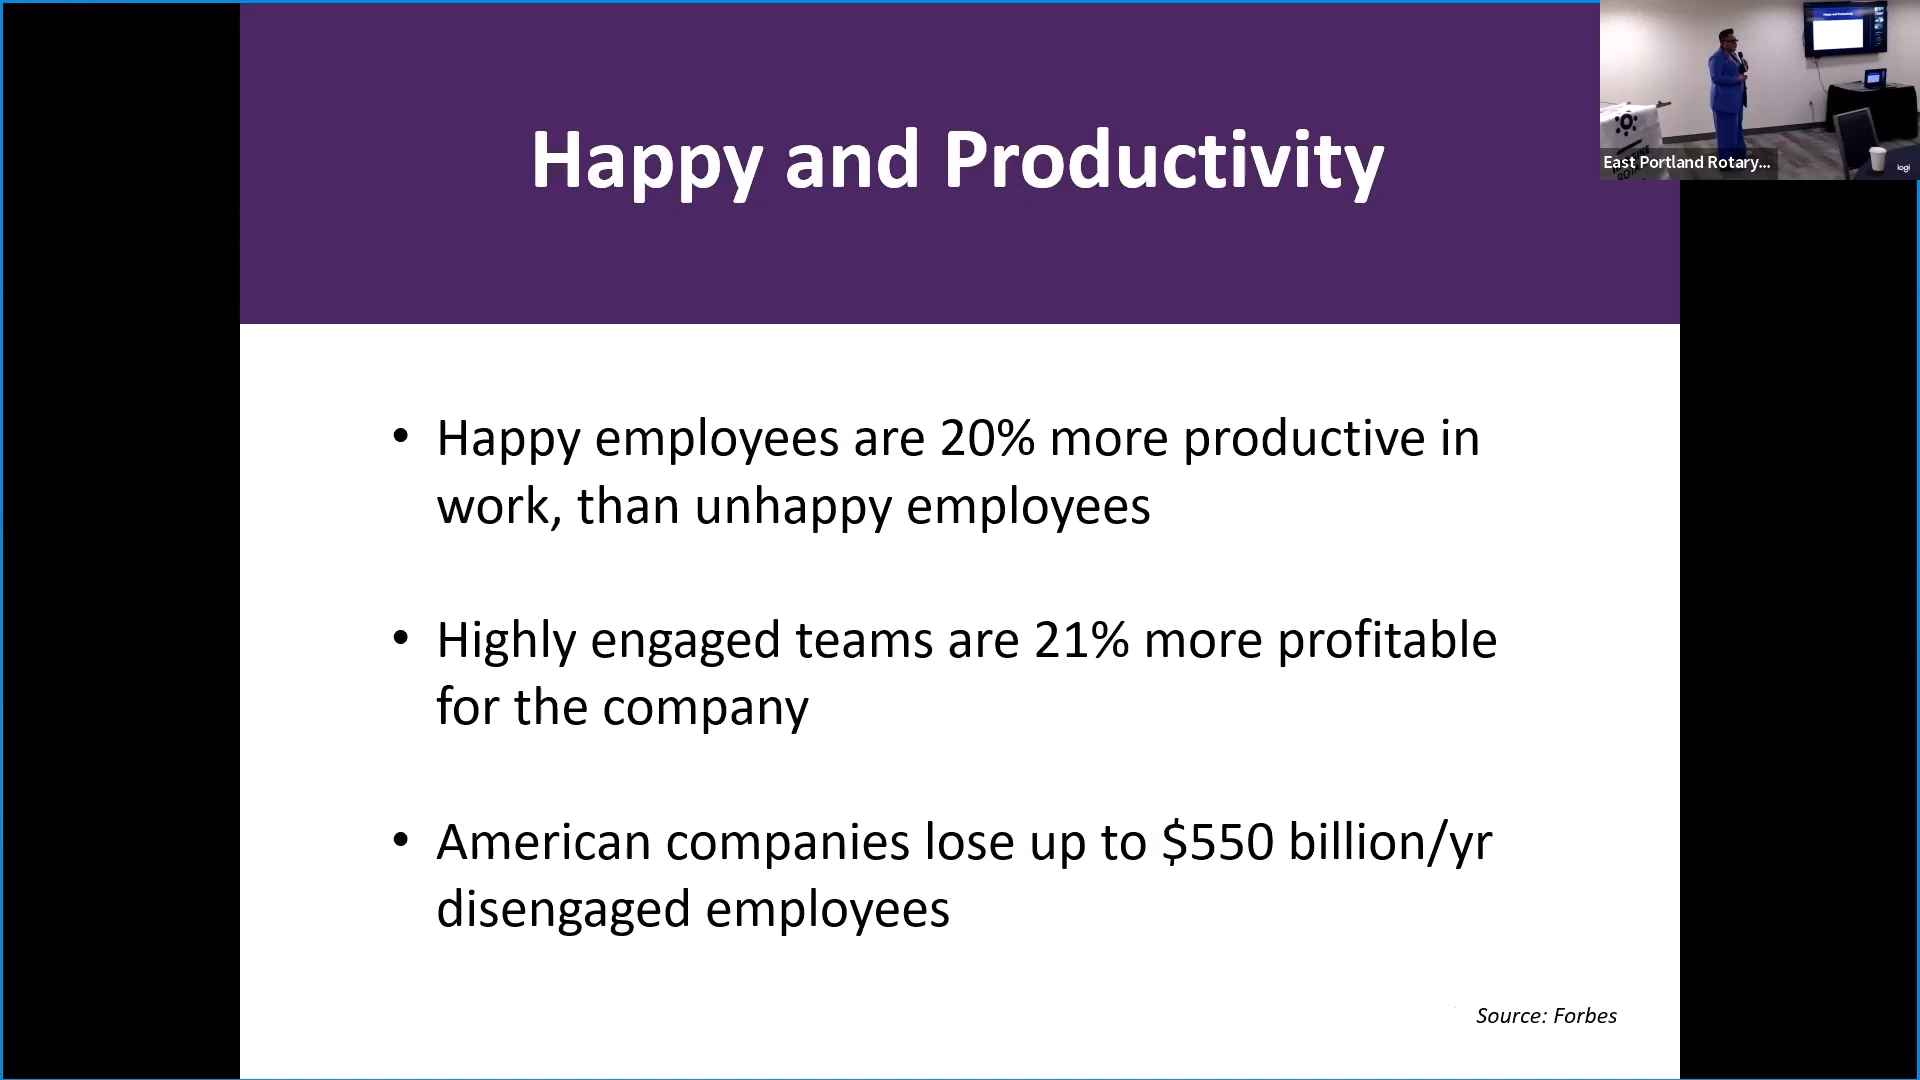 Happy and Productivity
East Portland Rotary...
logi
• Happy employees are 20% more productive in
work, than unhappy employees
• Highly engaged teams are 21% more profitable
for the company
• American companies lose up to $550 billion/yr
disengaged employees
Source: Forbes